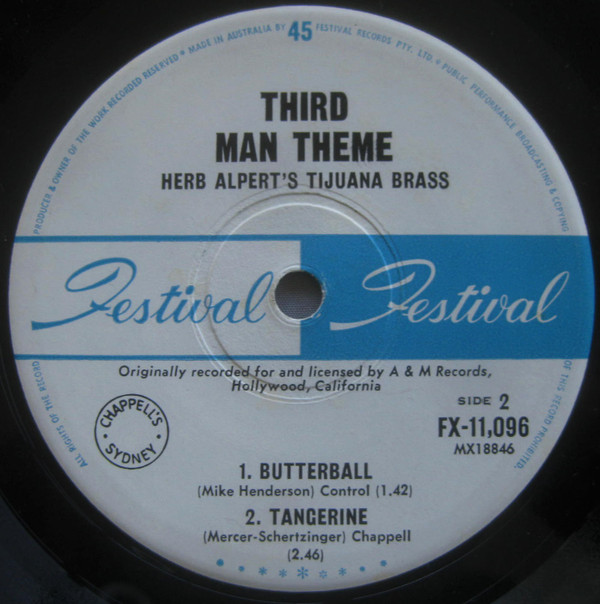 PRODUCER & OWNER OF THE WORK RECORDED RESERVED ★ MADE IN AUSTRALIA BY 45 FESTIVAL RECORDS PTY. LTD. ★ PUBLIC PERFORMANCE BROADCASTING & COPYING
THIRD
MAN THEME
HERB ALPERT'S TIJUANA BRASS
Festival Festival
Originally recorded for and licensed by A & M Records,
Hollywood, California
CHAPPELL'S
SYDNEY
SIDE 2
FX-11,096
MX18846
1. BUTTERBALL
(Mike Henderson) Control (1.42)
2. TANGERINE
(Mercer-Schertzinger) Chappell
(2.46)
ALL RIGHTS OF THE RECORD
OF THIS RECORD PROHIBITED.